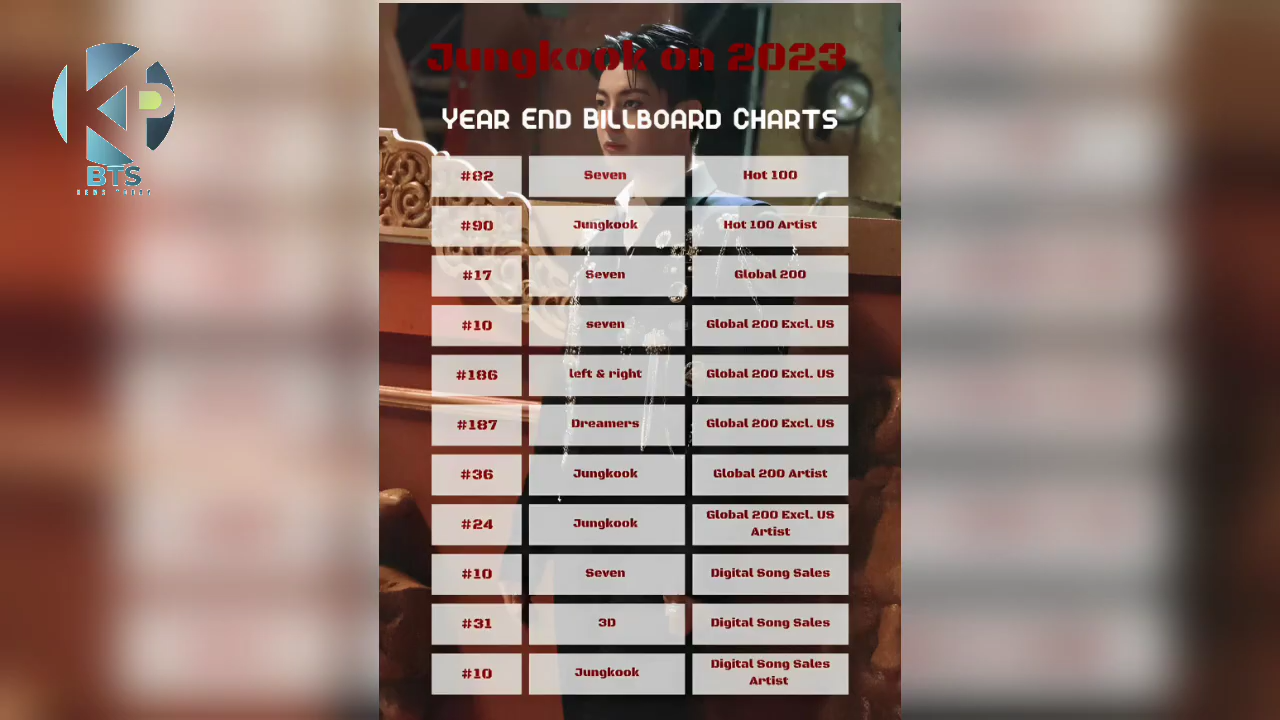 KP
BTS
Jungkook on 2023
Year End Billboard Charts
#82 Seven Hot 100
#90 Jungkook Hot 100 Artist
#17 Seven Global 200
#10 seven Global 200 Excl. US
#186 left & right Global 200 Excl. US
#187 Dreamers Global 200 Excl. US
#36 Jungkook Global 200 Artist
#24 Jungkook Global 200 Excl. US
Artist
#10 Seven Digital Song Sales
#31 3D Digital Song Sales
#10 Jungkook Digital Song Sales
Artist